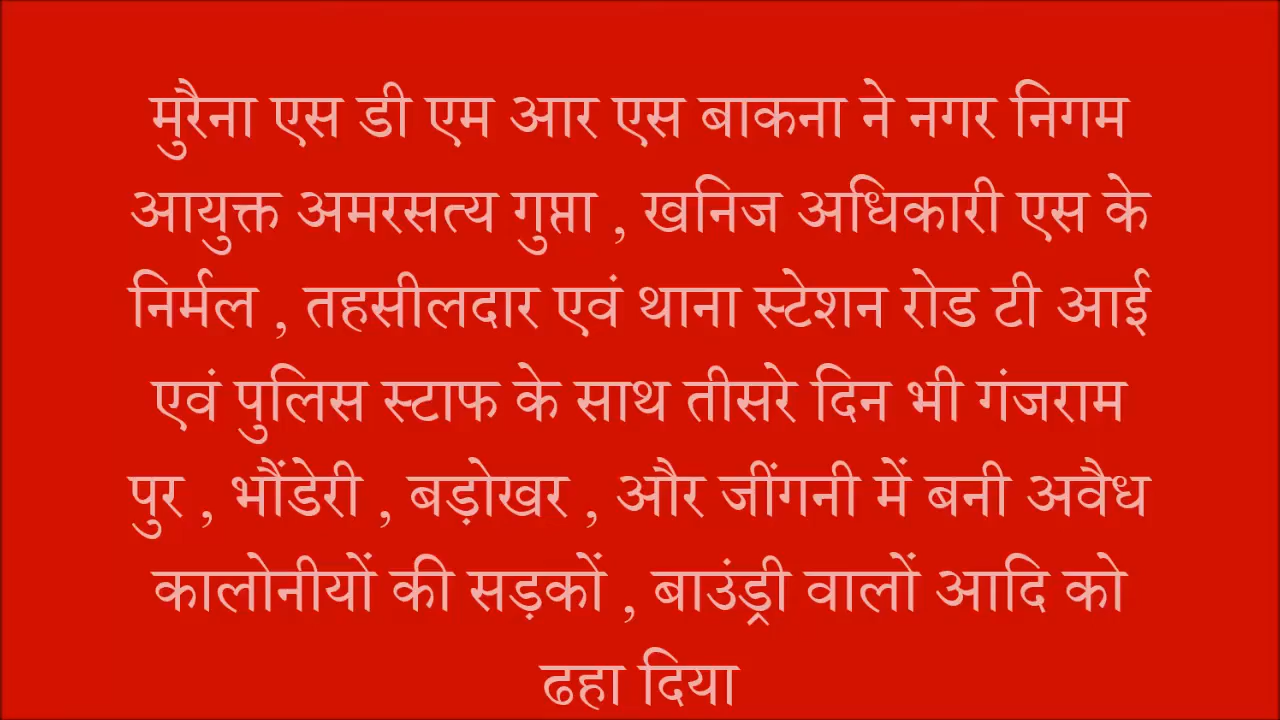 मुरैना एस डी एम आर एस बाकना ने नगर निगम
आयुक्त अमरसत्य गुप्ता , खनिज अधिकारी एस के
निर्मल , तहसीलदार एवं थाना स्टेशन रोड टी आई
एवं पुलिस स्टाफ के साथ तीसरे दिन भी गंजराम
पुर , भौंडेरी , बड़ोखर , और जींगनी में बनी अवैध
कालोनीयों की सड़कों , बाउंड्री वालों आदि को
ढहा दिया